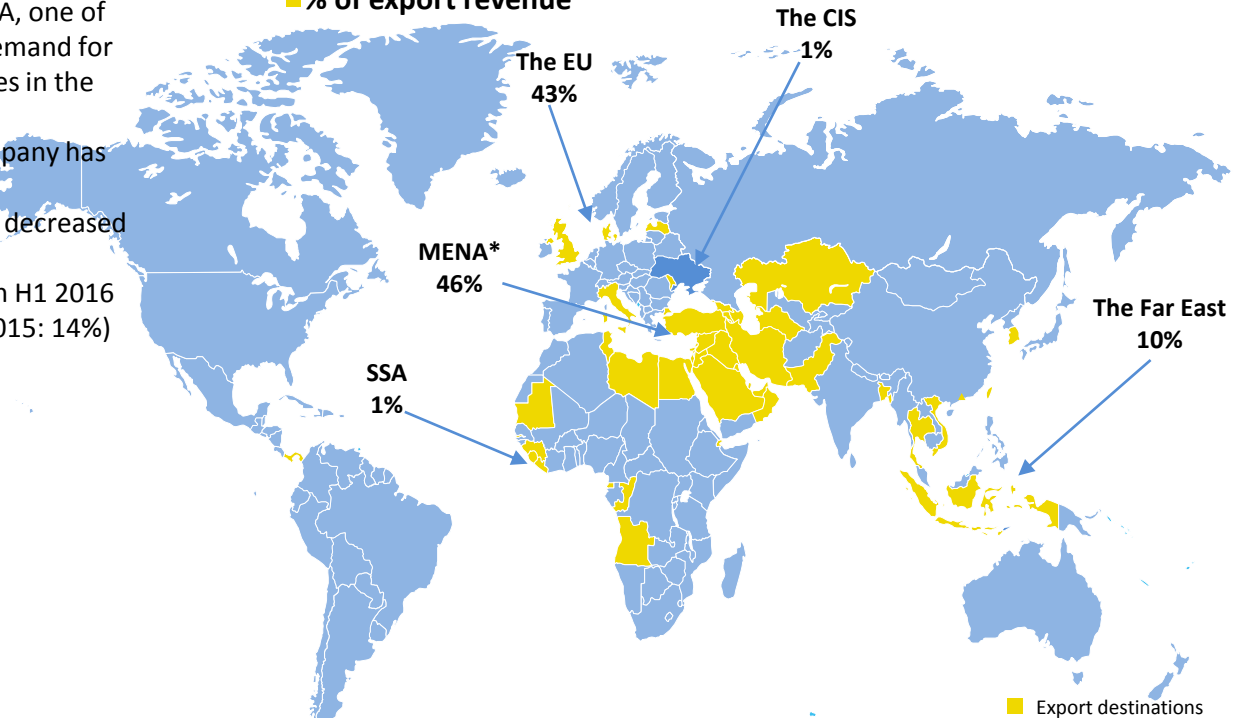 A, one of
emand for
es in the
pany has
decreased
n H1 2016
015: 14%)
% of export revenue
The CIS
1%
The EU
43%
MENA*
46%
The Far East
10%
SSA
1%
Export destinations